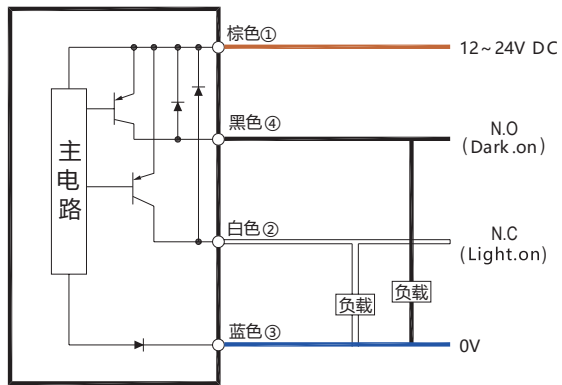 棕色①
12~24V DC
主电路
黑色④
N.O
(Dark.on)
白色②
N.C
(Light.on)
负载
负载
蓝色③
0V